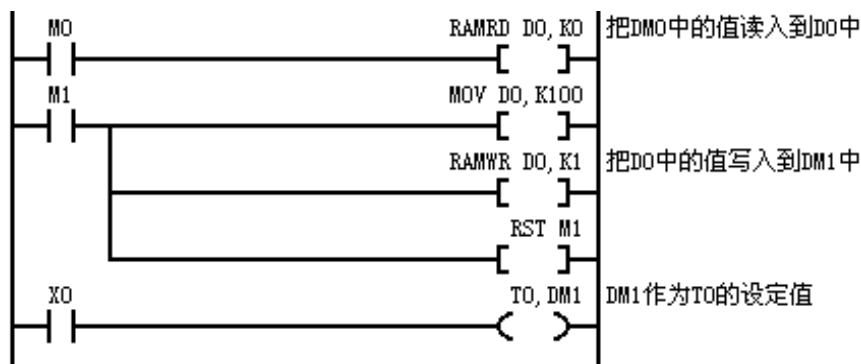 M0 RAMRD D0,K0 把DM0中的值读入到D0中
M1 MOV D0,K100
RAMWR D0,K1 把D0中的值写入到DM1中
RST M1
X0 T0,DM1 DM1作为T0的设定值